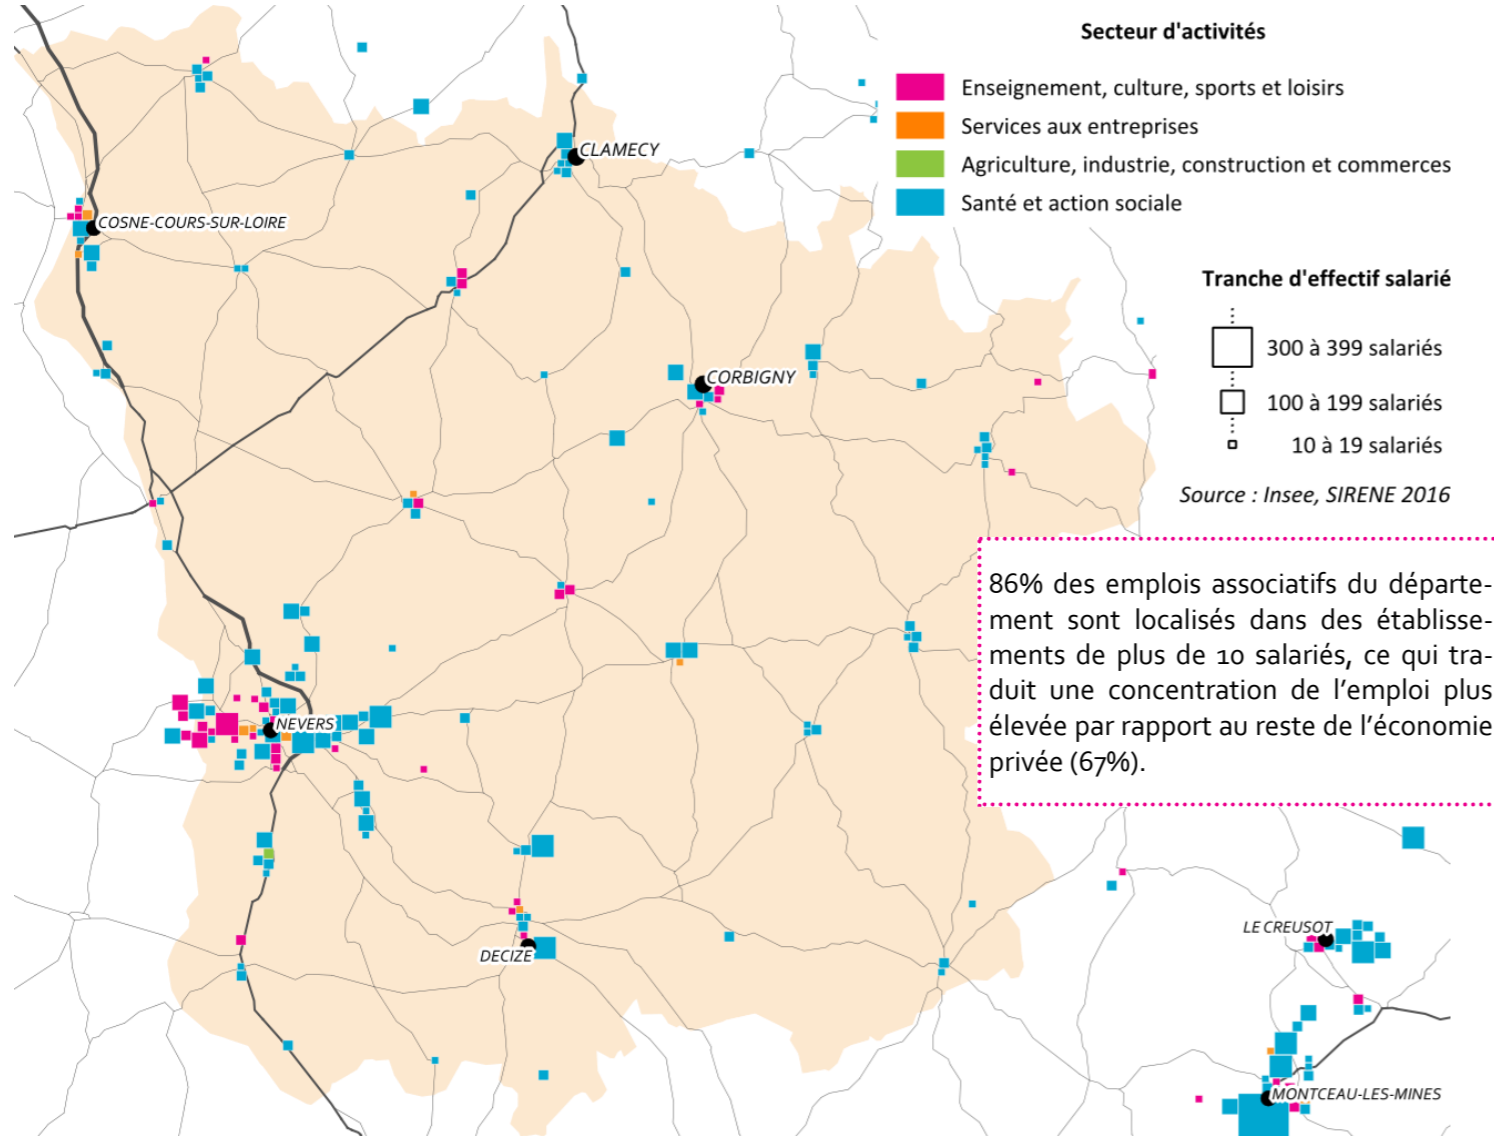 Secteur d'activités
Enseignement, culture, sports et loisirs
Services aux entreprises
Agriculture, industrie, construction et commerces
Santé et action sociale
CLAMECY
COSNE-COURS-SUR-LOIRE
Tranche d'effectif salarié
300 à 399 salariés
100 à 199 salariés
10 à 19 salariés
Source : Insee, SIRENE 2016
CORBIGNY
86% des emplois associatifs du départe-
ment sont localisés dans des établisse-
ments de plus de 10 salariés, ce qui tra-
duit une concentration de l'emploi plus
élevée par rapport au reste de l'économie
privée (67%).
NEVERS
DECIZE
LE CREUSOT
MONTCEAU-LES-MINES